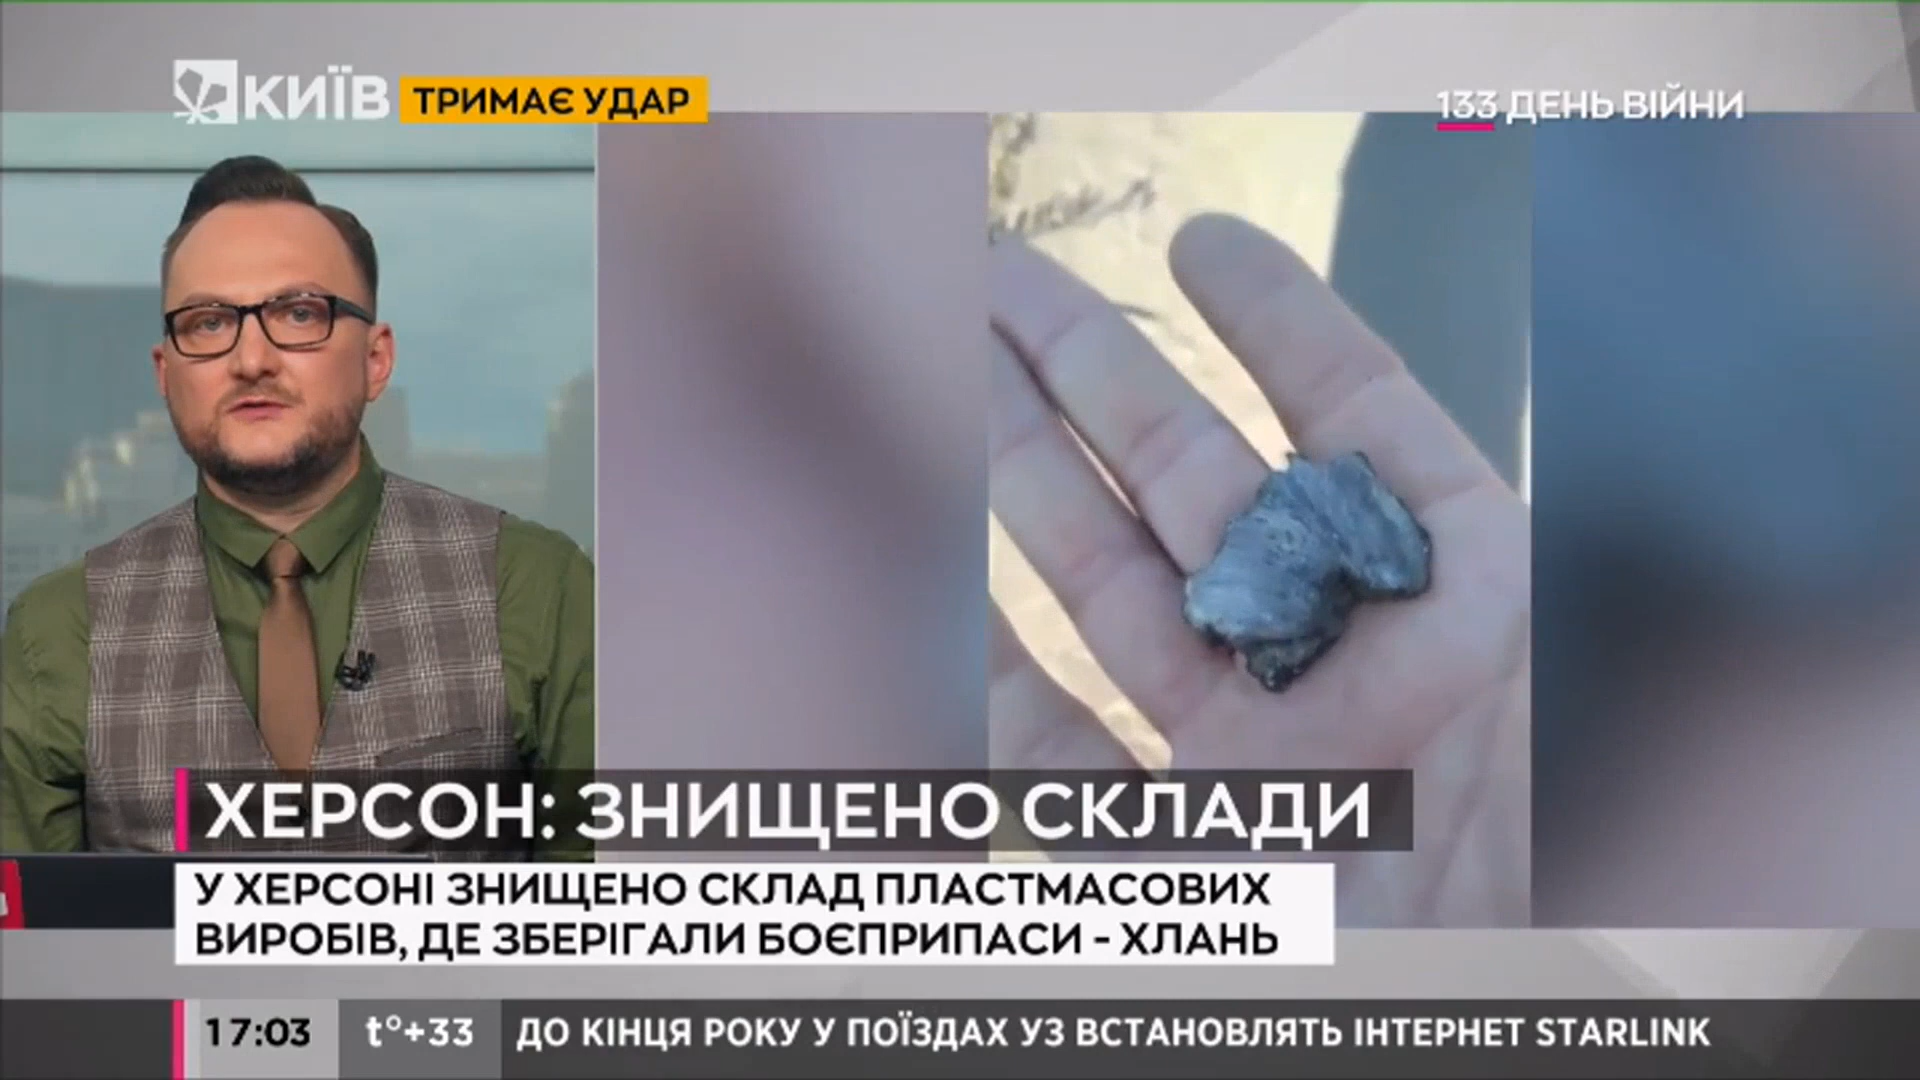 КИЇВ ТРИМАЄ УДАР
133 ДЕНЬ ВІЙНИ
ХЕРСОН: ЗНИЩЕНО СКЛАДИ
У ХЕРСОНІ ЗНИЩЕНО СКЛАД ПЛАСТМАСОВИХ
ВИРОБІВ, ДЕ ЗБЕРІГАЛИ БОЄПРИПАСИ - ХЛАНЬ
17:03 t°+33 ДО КІНЦЯ РОКУ У ПОЇЗДАХ УЗ ВСТАНОВЛЯТЬ ІНТЕРНЕТ STARLINK